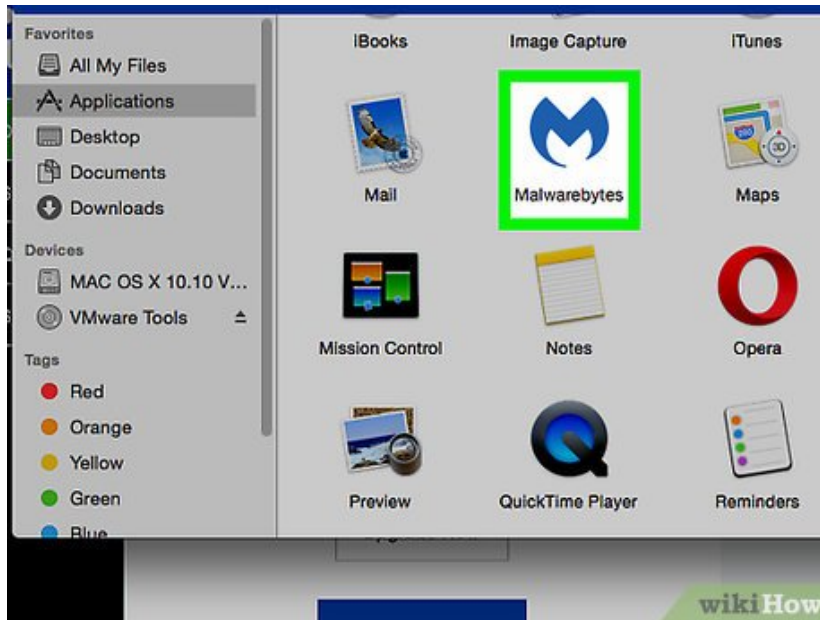 Favorites
All My Files
Applications
Desktop
Documents
Downloads
Devices
MAC OS X 10.10 V...
VMware Tools
Tags
Red
Orange
Yellow
Green
Blue
iBooks Image Capture iTunes
Mail Malwarebytes Maps
Mission Control Notes Opera
Preview QuickTime Player Reminders
wikiHow